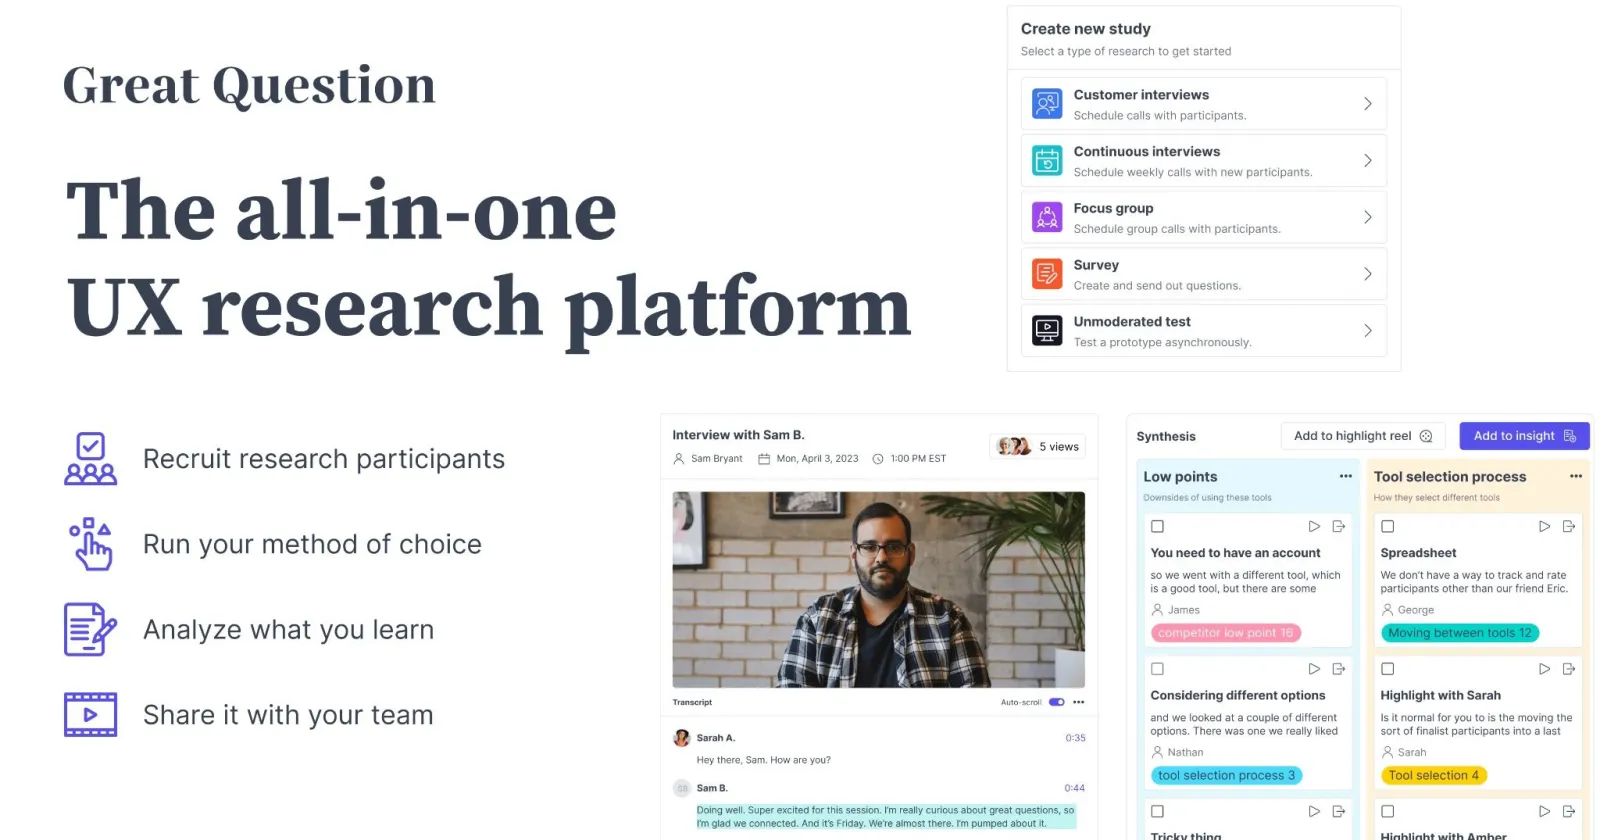 Great Question
The all-in-one
UX research platform
Recruit research participants
Run your method of choice
Analyze what you learn
Share it with your team
Create new study
Select a type of research to get started
Customer interviews
Schedule calls with participants.
Continuous interviews
Schedule weekly calls with new participants.
Focus group
Schedule group calls with participants.
Survey
Create and send out questions.
Unmoderated test
Test a prototype asynchronously.
Interview with Sam B.
Sam Bryant Mon, April 3, 2023 1:00 PM EST
5 views
Transcript Auto-scroll
Sarah A. 0:35
Hey there, Sam. How are you?
SB Sam B. 0:44
Doing well. Super excited for this session. I'm really curious about great questions, so
I'm glad we connected. And it's Friday. We're almost there. I'm pumped about it.
Synthesis
Add to highlight reel
Add to insight
Low points
Downsides of using these tools
You need to have an account
so we went with a different tool, which
is a good tool, but there are some
James
competitor low point 16
Considering different options
and we looked at a couple of different
options. There was one we really liked
Nathan
tool selection process 3
Tricky thing
Tool selection process
How they select different tools
Spreadsheet
We don't have a way to track and rate
participants other than our friend Eric.
George
Moving between tools 12
Highlight with Sarah
Is it normal for you to is the moving the
sort of finalist participants into a last
Sarah
Tool selection 4
Highlight with Amber